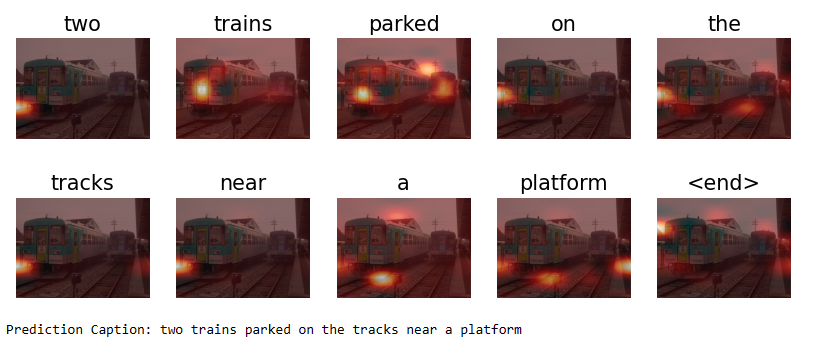 two trains parked on the
tracks near a platform <end>
Prediction Caption: two trains parked on the tracks near a platform